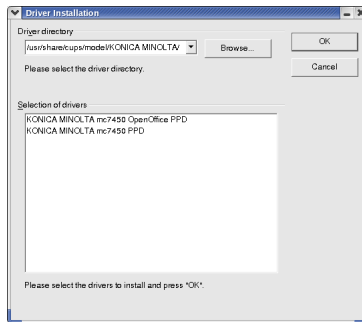 Driver Installation
Driver directory
/usr/share/cups/model/KONICA MINOLTA/
Browse...
OK
Cancel
Please select the driver directory.
Selection of drivers
KONICA MINOLTA mc7450 OpenOffice PPD
KONICA MINOLTA mc7450 PPD
Please select the drivers to install and press "OK".